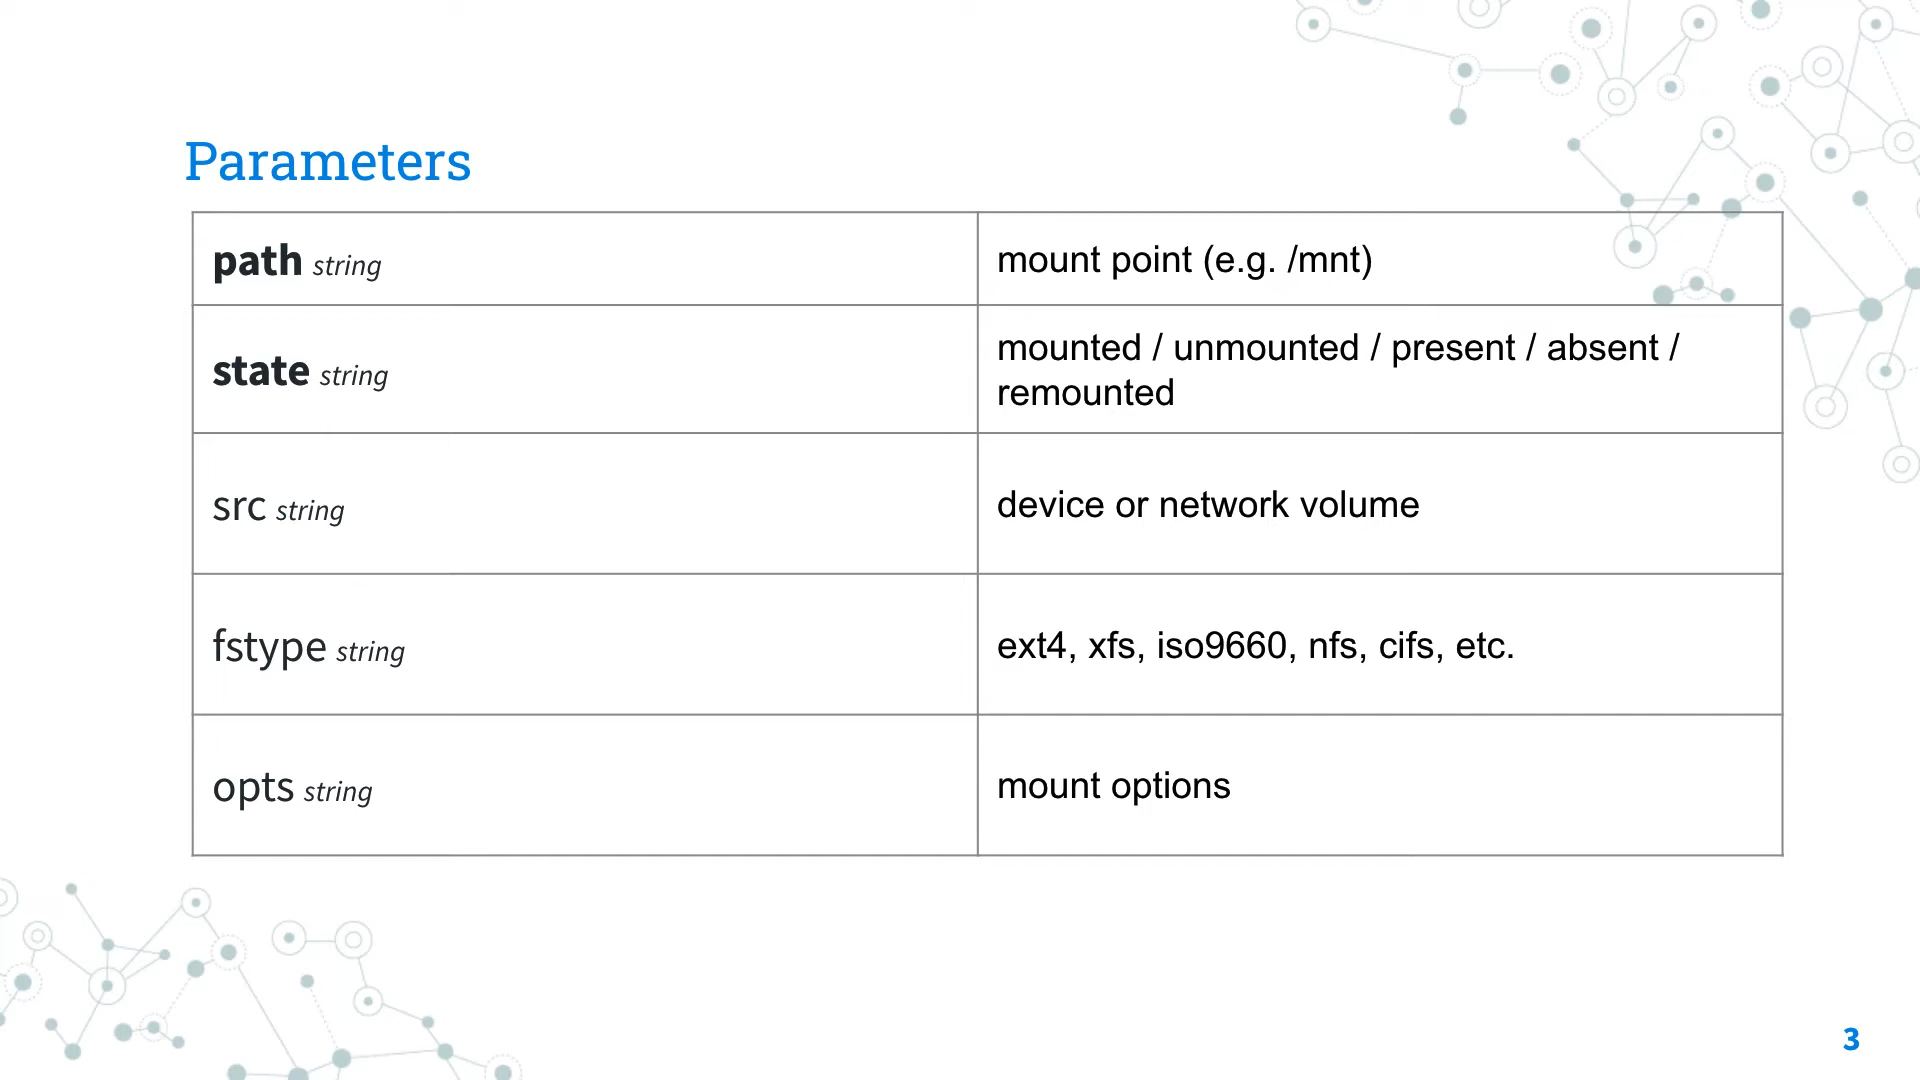 Parameters
path string
mount point (e.g. /mnt)
state string
mounted / unmounted / present / absent /
remounted
src string
device or network volume
fstype string
ext4, xfs, iso9660, nfs, cifs, etc.
opts string
mount options
3